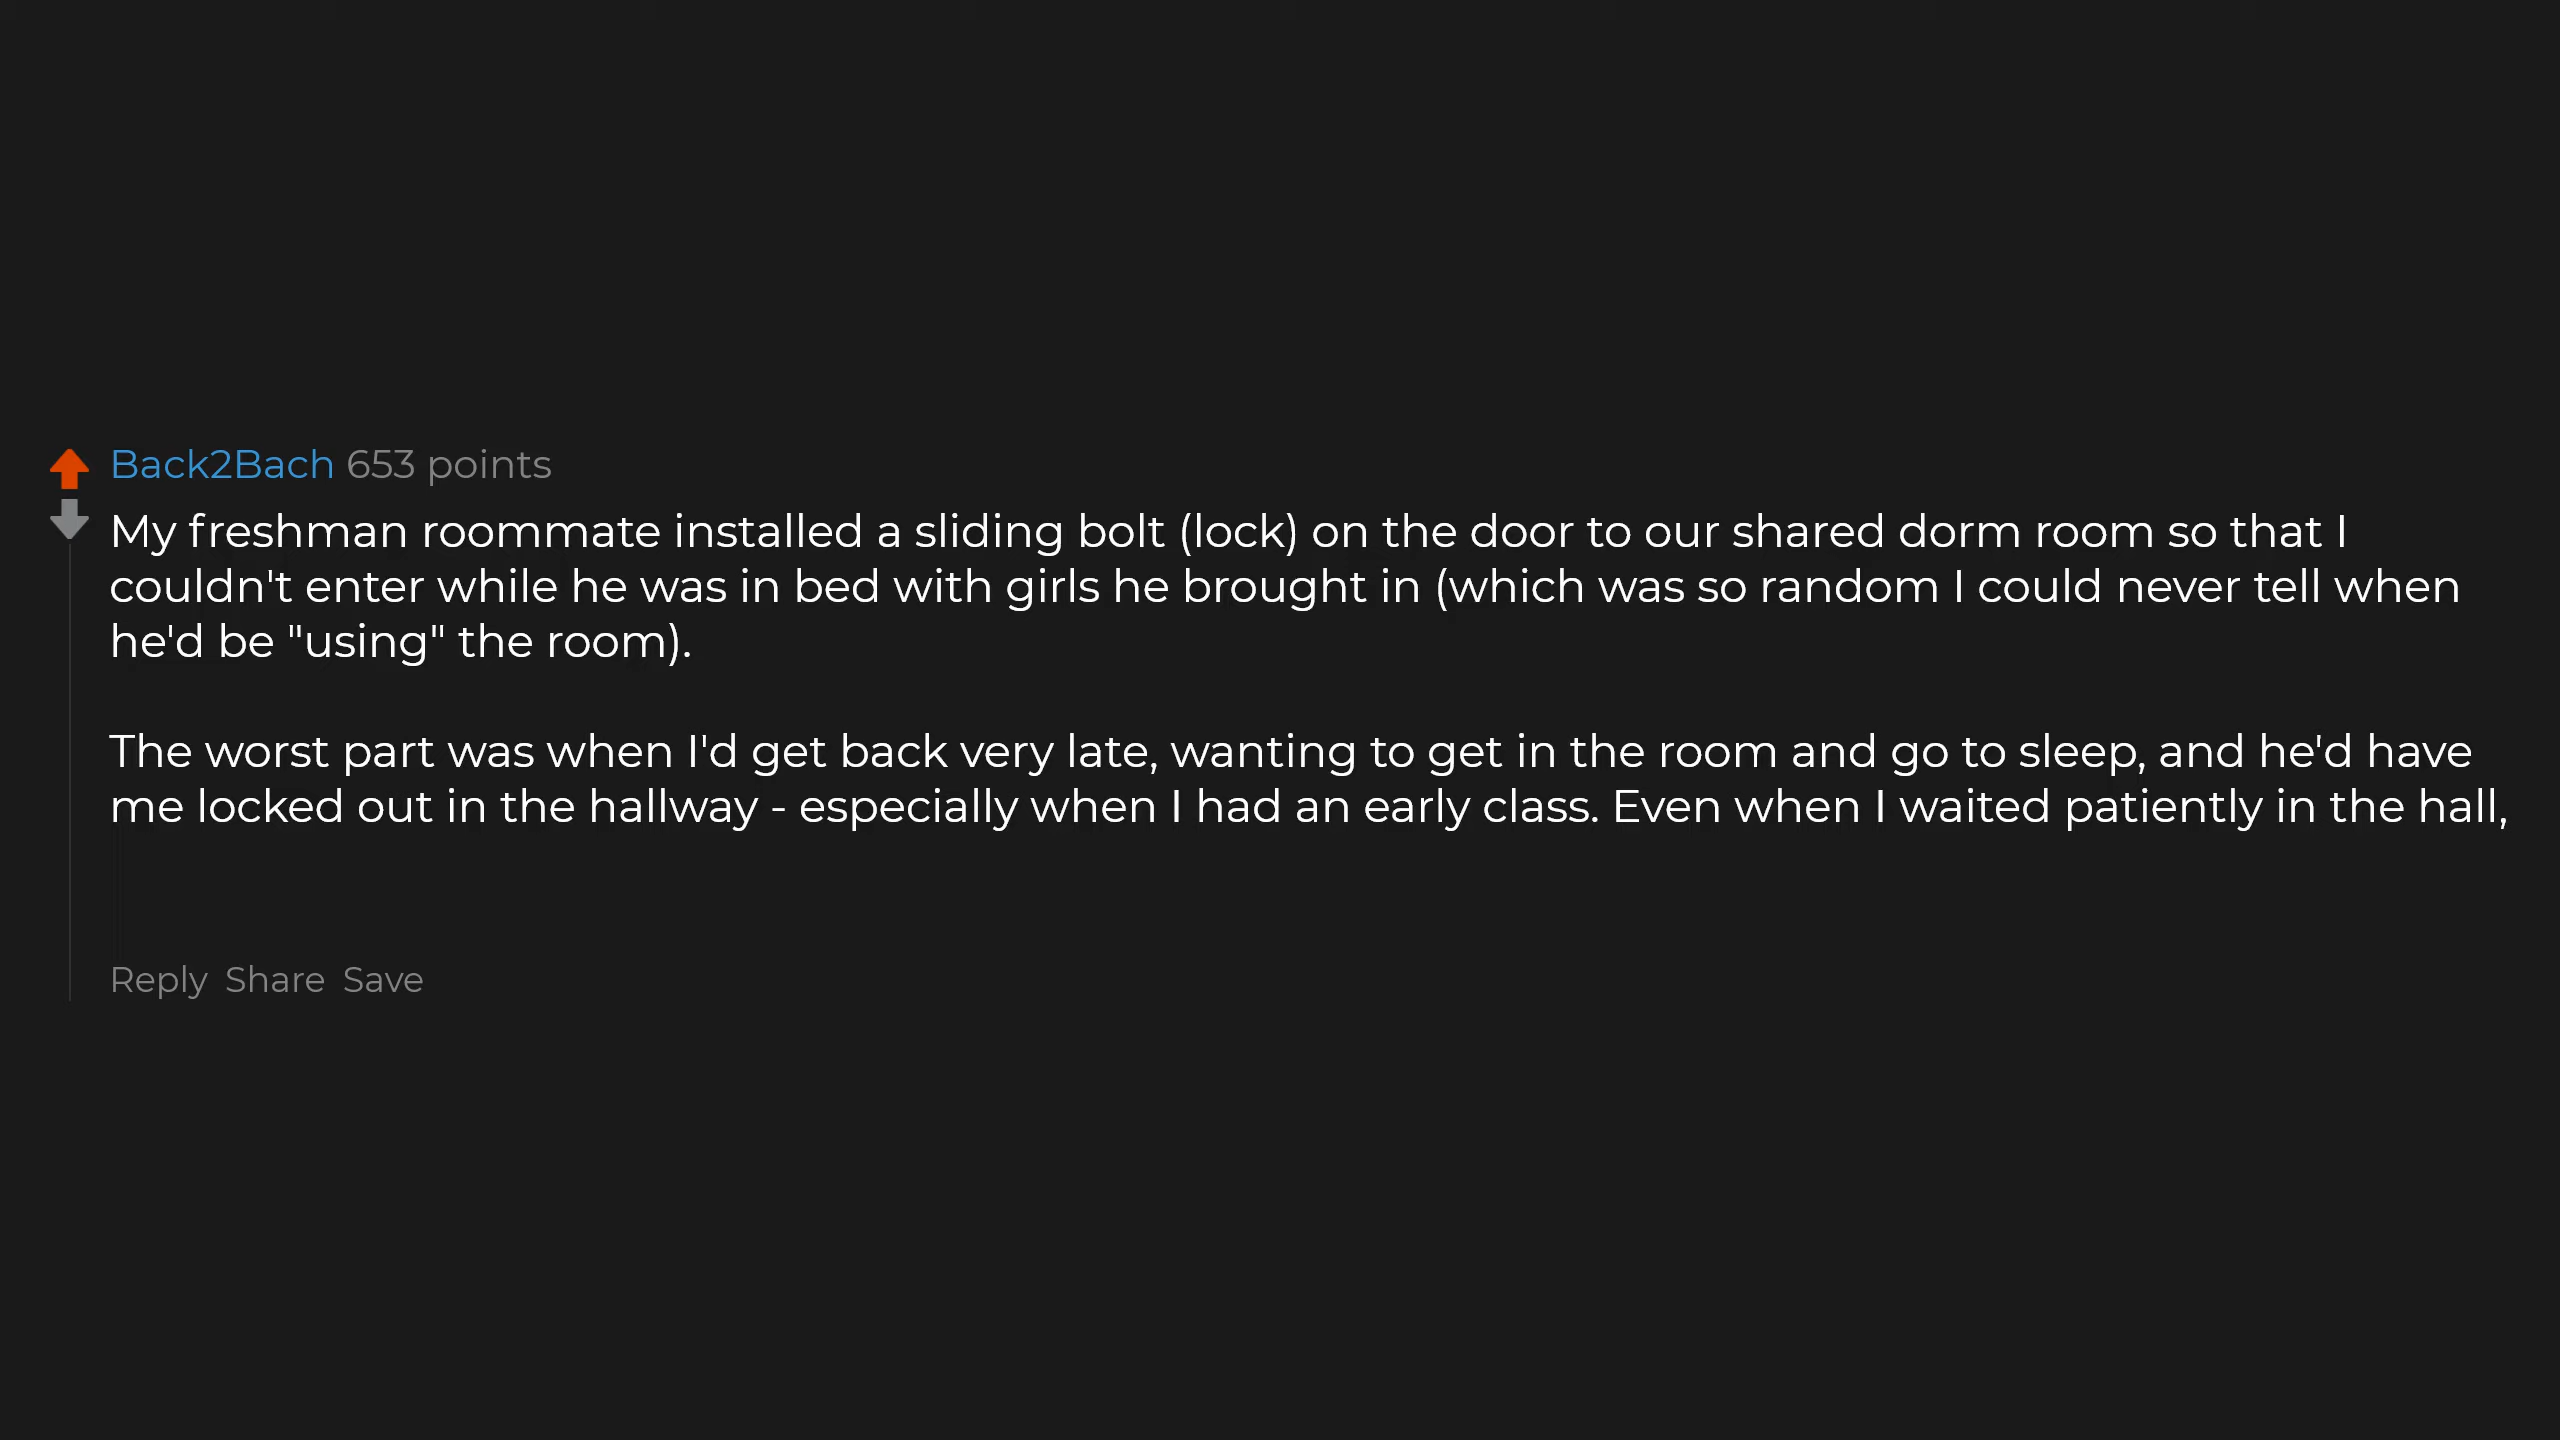 Back2Bach 653 points
My freshman roommate installed a sliding bolt (lock) on the door to our shared dorm room so that I
couldn't enter while he was in bed with girls he brought in (which was so random I could never tell when
he'd be "using" the room).
The worst part was when I'd get back very late, wanting to get in the room and go to sleep, and he'd have
me locked out in the hallway - especially when I had an early class. Even when I waited patiently in the hall,
Reply Share Save